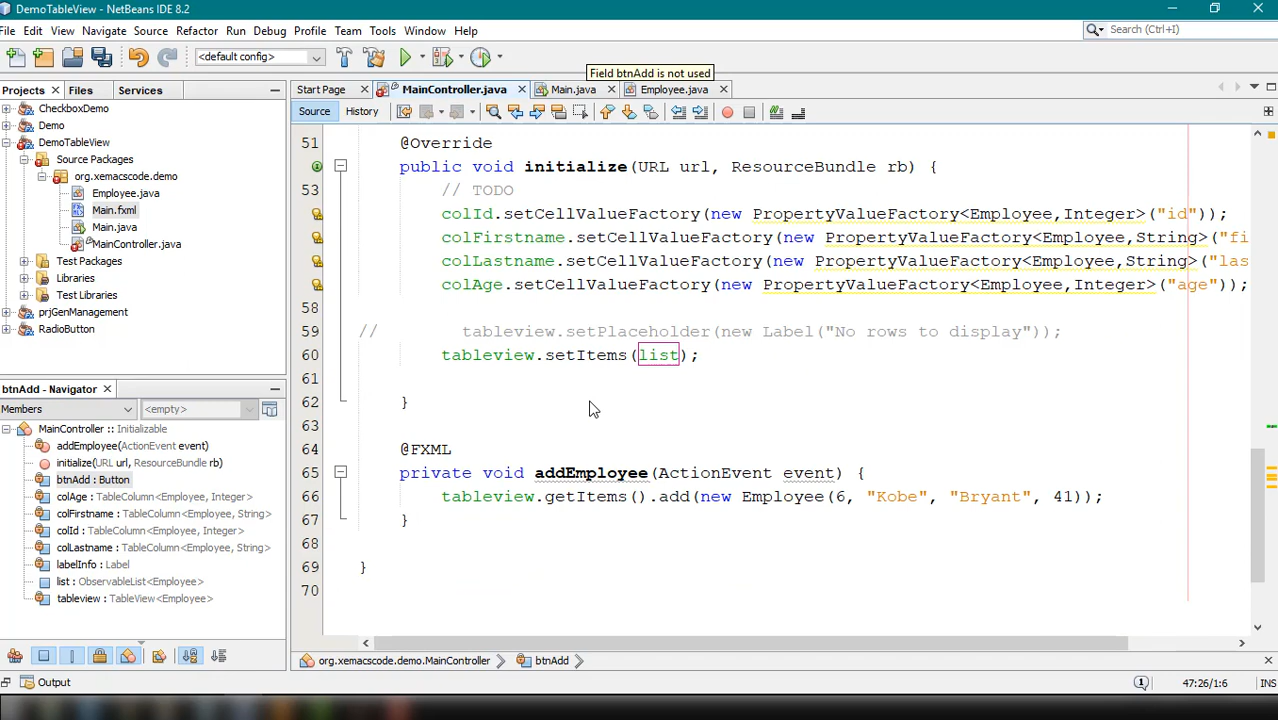 DemoTableView - NetBeans IDE 8.2
File Edit View Navigate Source Refactor Run Debug Profile Team Tools Window Help
Search (Ctrl+I)
<default config>
Field btnAdd is not used
Projects Files Services
Start Page MainController.java Main.java Employee.java
Source History
CheckboxDemo
Demo
DemoTableView
Source Packages
org.xemacscode.demo
Employee.java
Main.fxml
Main.java
MainController.java
Test Packages
Libraries
Test Libraries
prjGenManagement
RadioButton
51 @Override
public void initialize(URL url, ResourceBundle rb) {
53 // TODO
colId.setCellValueFactory(new PropertyValueFactory<Employee,Integer>("id"));
colFirstname.setCellValueFactory(new PropertyValueFactory<Employee,String>("fi
colLastname.setCellValueFactory(new PropertyValueFactory<Employee,String>("las
colAge.setCellValueFactory(new PropertyValueFactory<Employee,Integer>("age"));
58
59 // tableview.setPlaceholder(new Label("No rows to display"));
60 tableview.setItems(list);
61
62 }
63
64 @FXML
65 private void addEmployee(ActionEvent event) {
66 tableview.getItems().add(new Employee(6, "Kobe", "Bryant", 41));
67 }
68
69 }
70
btnAdd - Navigator
Members <empty>
MainController :: Initializable
addEmployee(ActionEvent event)
initialize(URL url, ResourceBundle rb)
btnAdd : Button
colAge : TableColumn<Employee, Integer>
colFirstname : TableColumn<Employee, String>
colId : TableColumn<Employee, Integer>
colLastname : TableColumn<Employee, String>
labelInfo : Label
list : ObservableList<Employee>
tableview : TableView<Employee>
org.xemacscode.demo.MainController btnAdd
Output
1
47:26/1:6 INS